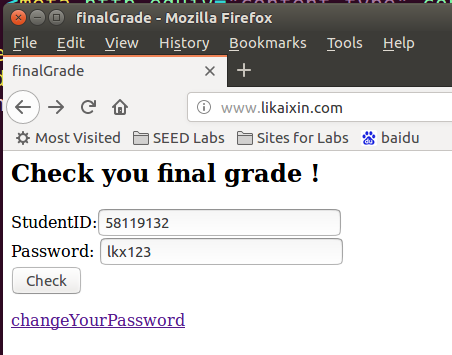 finalGrade - Mozilla Firefox
File Edit View History Bookmarks Tools Help
finalGrade
www.likaixin.com
Most Visited SEED Labs Sites for Labs baidu
Check you final grade !
StudentID: 58119132
Password: lkx123
Check
changeYourPassword